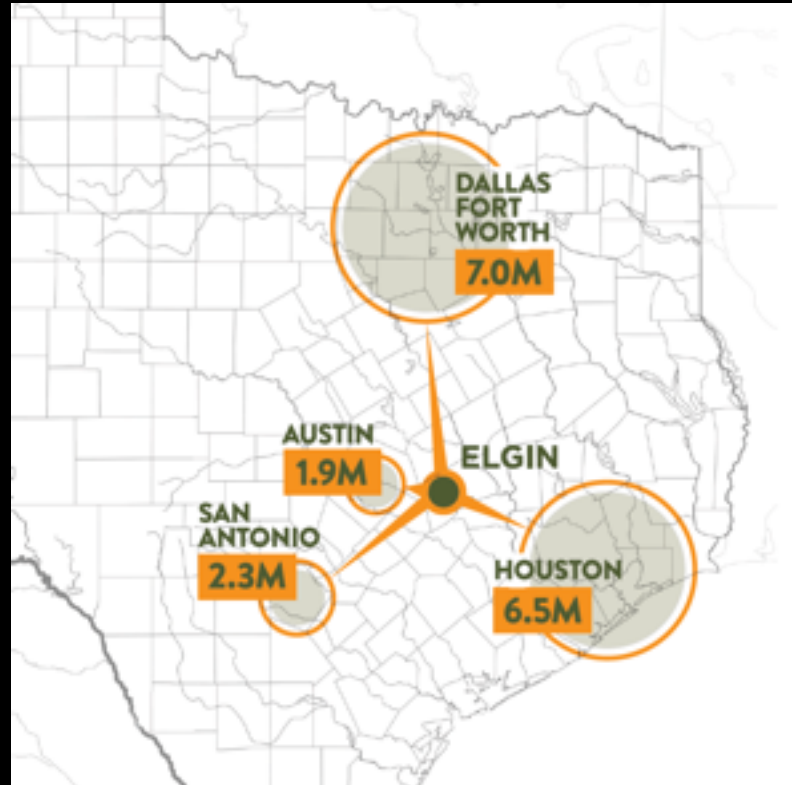 DALLAS
FORT
WORTH
7.0M
AUSTIN
1.9M
ELGIN
SAN
ANTONIO
2.3M
HOUSTON
6.5M